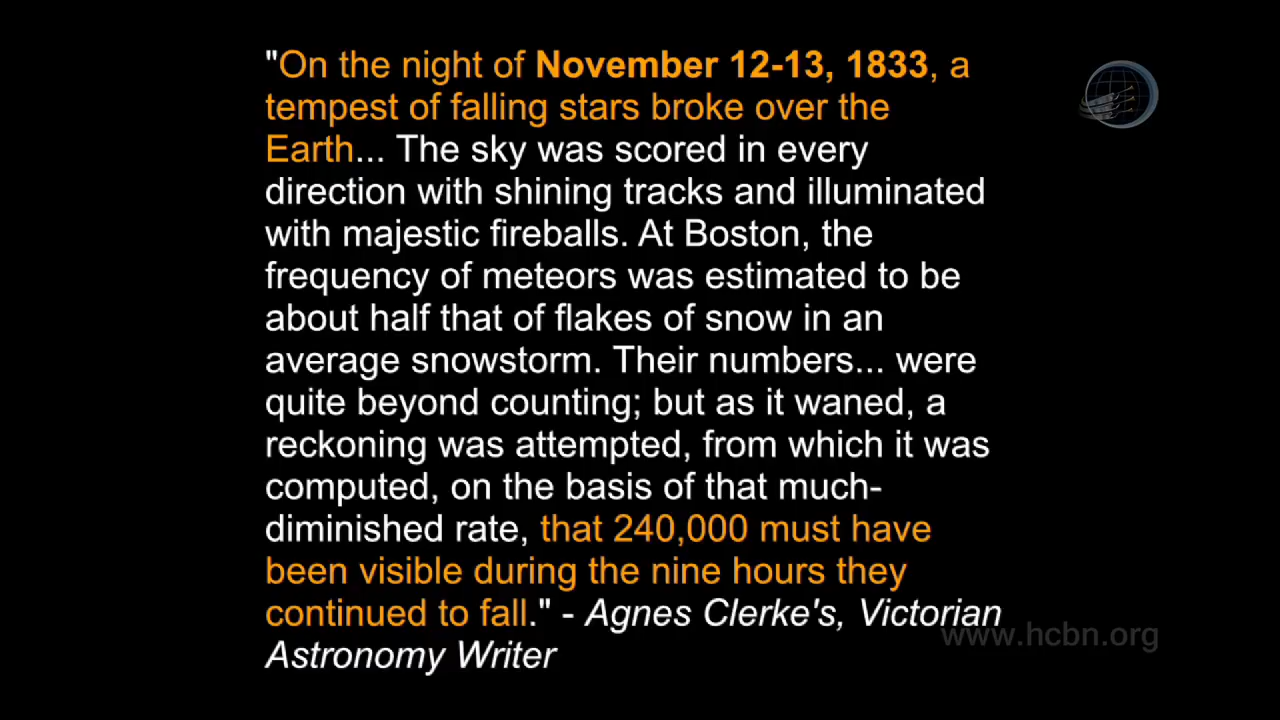 "On the night of November 12-13, 1833, a
tempest of falling stars broke over the
Earth... The sky was scored in every
direction with shining tracks and illuminated
with majestic fireballs. At Boston, the
frequency of meteors was estimated to be
about half that of flakes of snow in an
average snowstorm. Their numbers... were
quite beyond counting; but as it waned, a
reckoning was attempted, from which it was
computed, on the basis of that much-
diminished rate, that 240,000 must have
been visible during the nine hours they
continued to fall." - Agnes Clerke's, Victorian
Astronomy Writer
www.hcbn.org